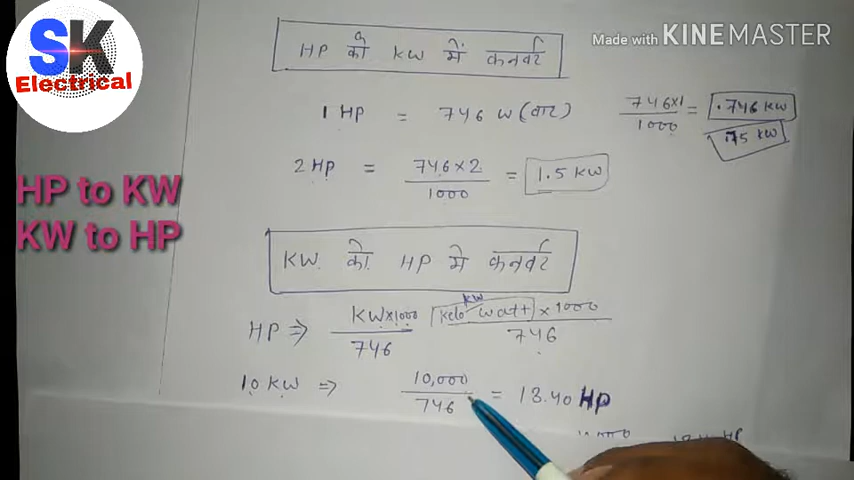 SK
Electrical
Made with KINEMASTER
HP को KW में कनवर्ट
1 HP = 746 W (वाट)
746×1 / 1000 = .746 KW
.75 KW
2 HP = 746×2 / 1000 = 1.5 KW
HP to KW
KW to HP
KW को HP में कनवर्ट
HP ⇒ KW×1000 / 746
KW
Kelo watt × 1000 / 746
10 KW ⇒ 10,000 / 746 = 13.40 HP